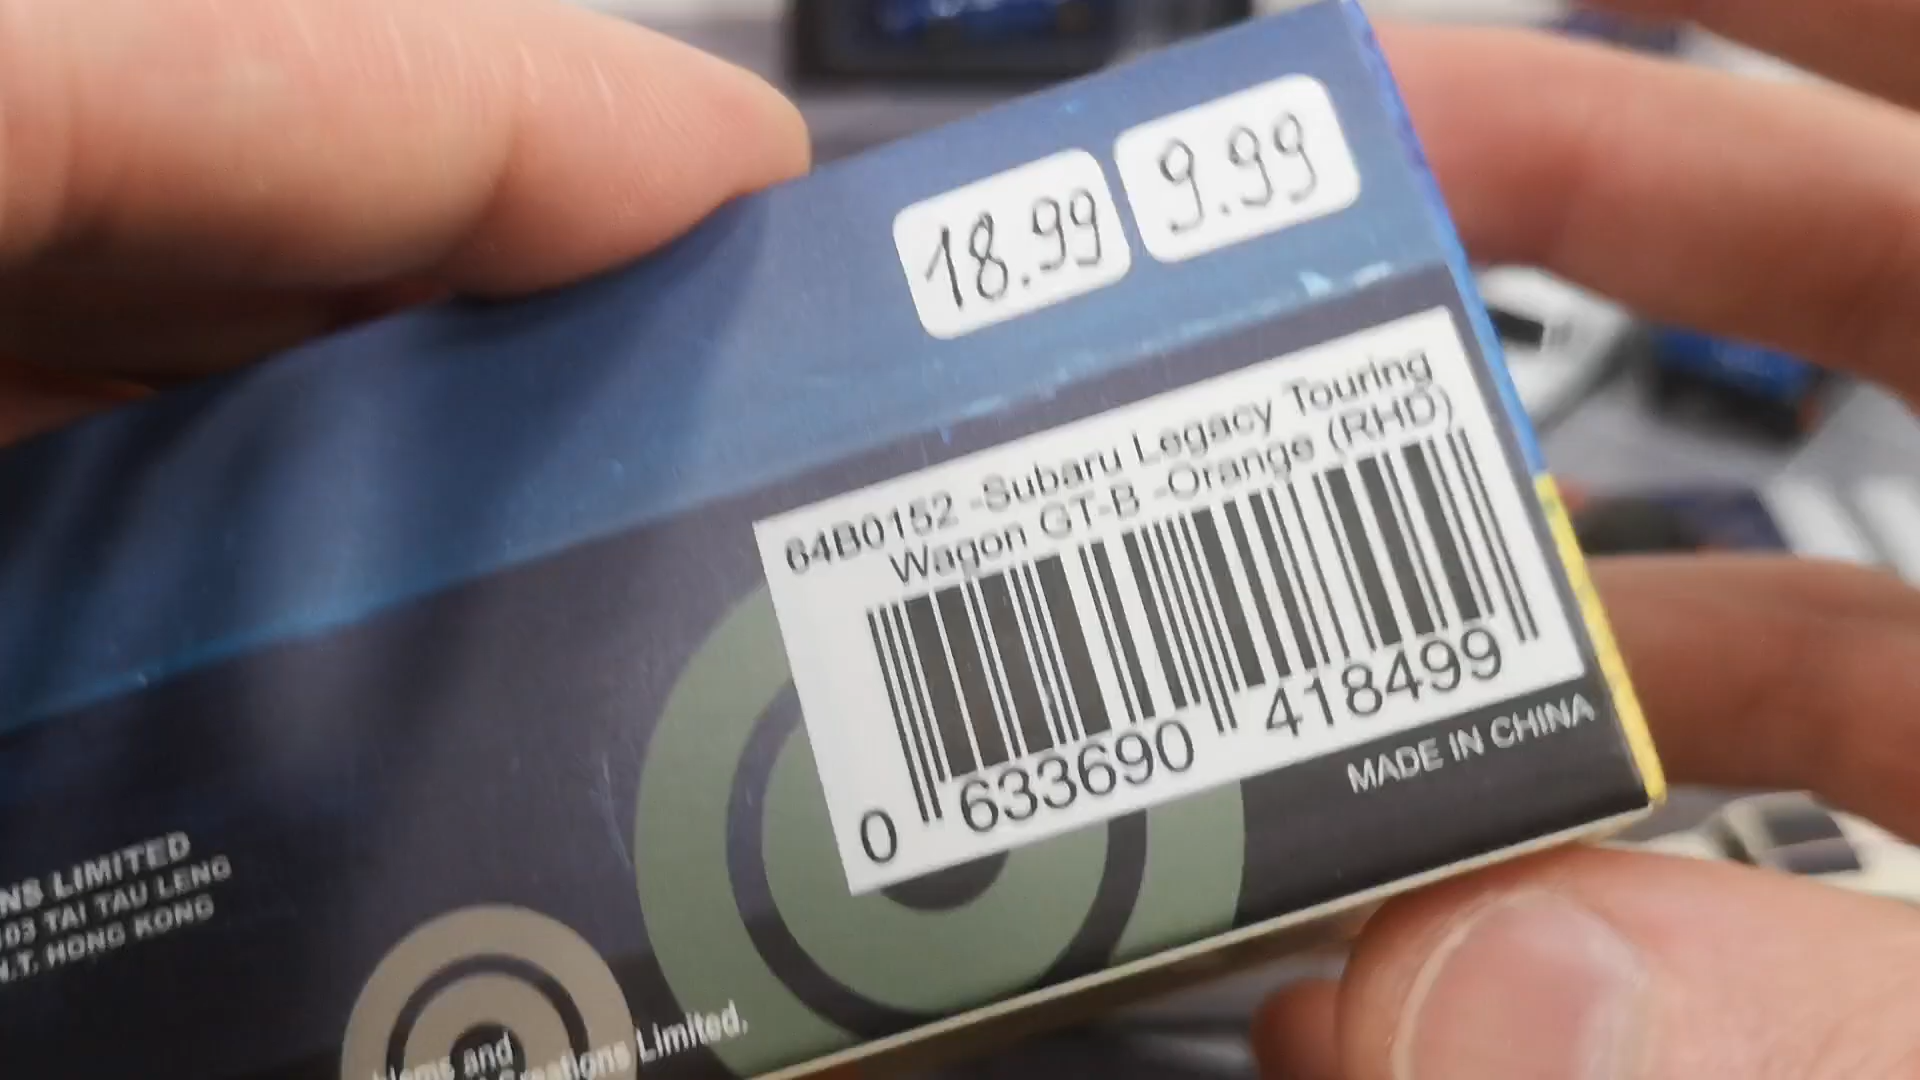 18.99
9.99
64B0152 -Subaru Legacy Touring
Wagon GT-B -Orange (RHD)
0 633690 418499
MADE IN CHINA
NS LIMITED
03 TAI TAU LENG
N.T. HONG KONG
and
Limited.